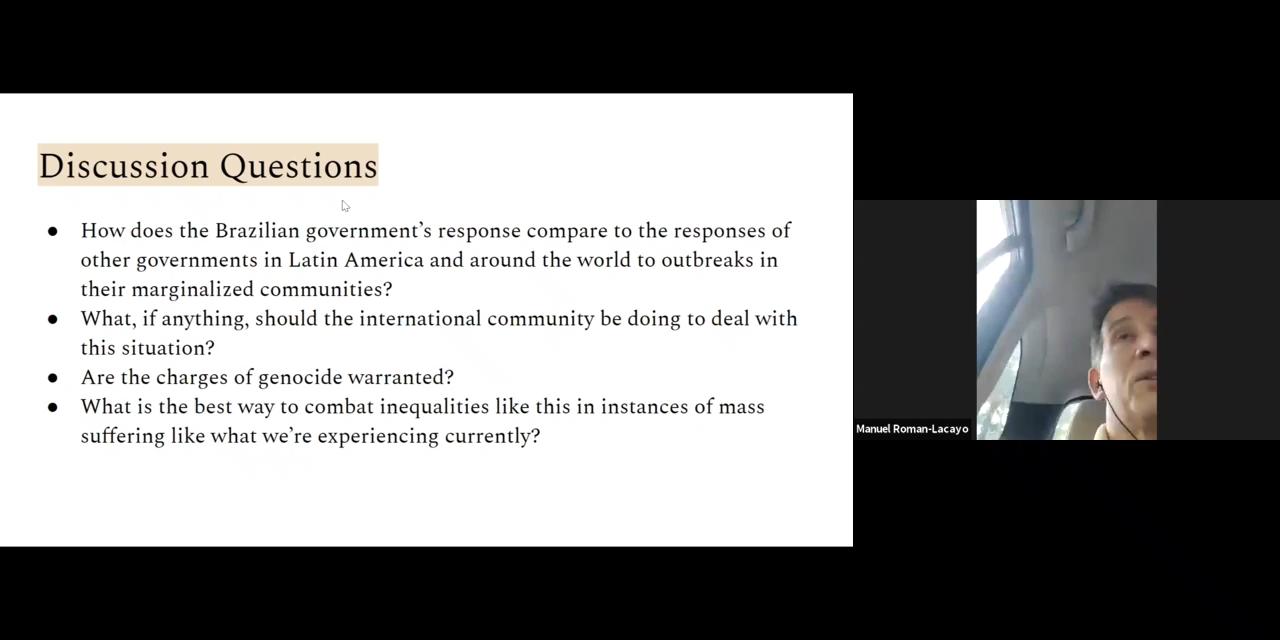 Discussion Questions
● How does the Brazilian government’s response compare to the responses of
other governments in Latin America and around the world to outbreaks in
their marginalized communities?
● What, if anything, should the international community be doing to deal with
this situation?
● Are the charges of genocide warranted?
● What is the best way to combat inequalities like this in instances of mass
suffering like what we’re experiencing currently?
Manuel Roman-Lacayo